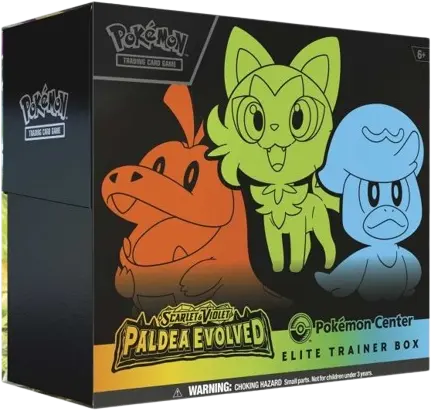 POKéMON
TRADING CARD GAME
6+
POKéMON
TRADING CARD GAME
SCARLET & VIOLET
PALDEA EVOLVED
Pokémon Center
ELITE TRAINER BOX
WARNING: CHOKING HAZARD Small parts. Not for children under 3 years.